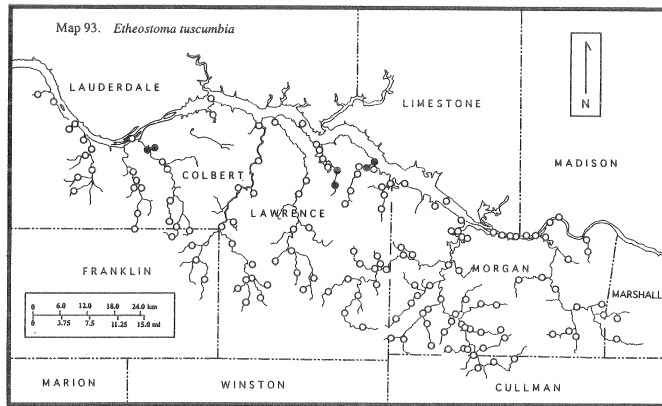 Map 93. Etheostoma tuscumbia
LAUDERDALE
LIMESTONE
N
MADISON
COLBERT
LAWRENCE
FRANKLIN
MORGAN
MARSHALL
0 6.0 12.0 18.0 24.0 km
0 3.75 7.5 11.25 15.0 mi
MARION
WINSTON
CULLMAN